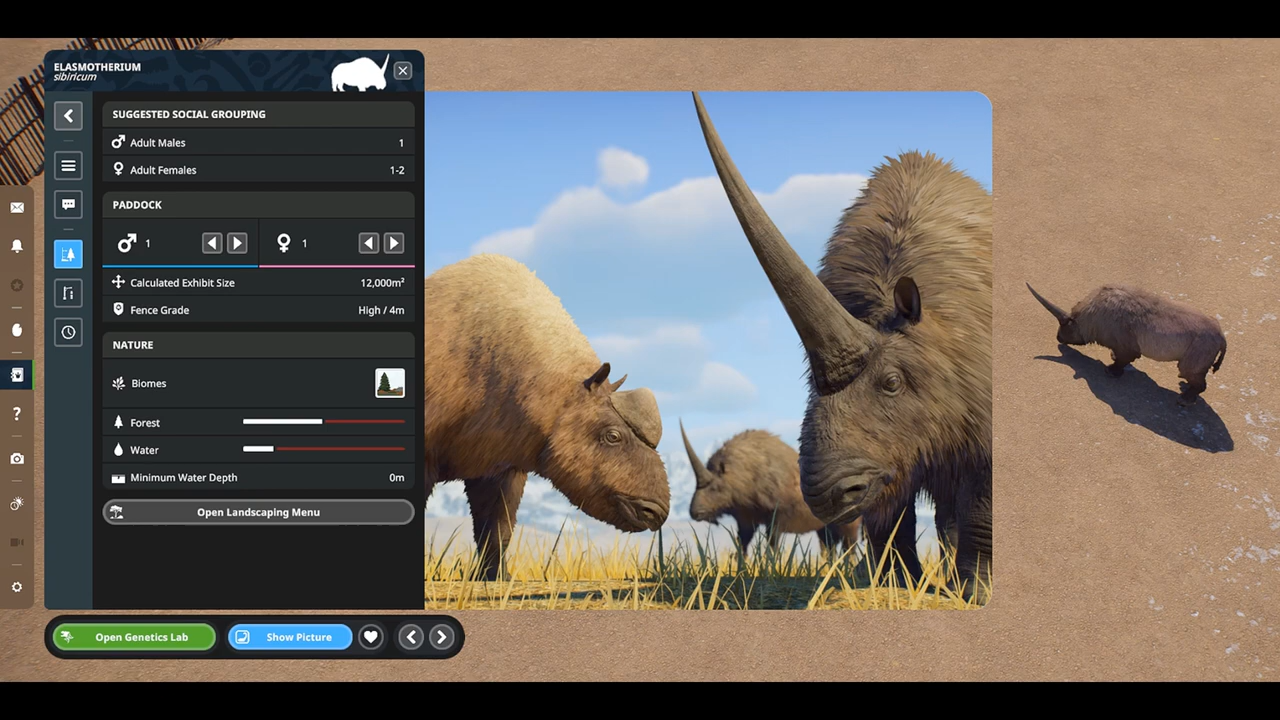 ELASMOTHERIUM
sibiricum
SUGGESTED SOCIAL GROUPING
Adult Males 1
Adult Females 1-2
PADDOCK
1 1
Calculated Exhibit Size 12,000m²
Fence Grade High / 4m
NATURE
Biomes
Forest
Water
Minimum Water Depth 0m
Open Landscaping Menu
Open Genetics Lab Show Picture